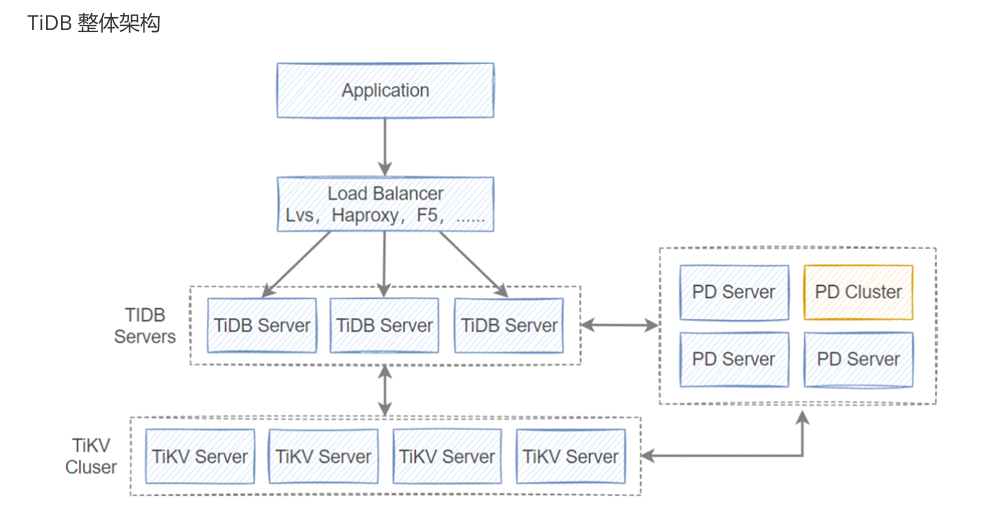 TiDB 整体架构
Application
Load Balancer
Lvs，Haproxy，F5，......
TIDB
Servers
TiDB Server
TiDB Server
TiDB Server
PD Server
PD Cluster
PD Server
PD Server
TiKV
Cluser
TiKV Server
TiKV Server
TiKV Server
TiKV Server